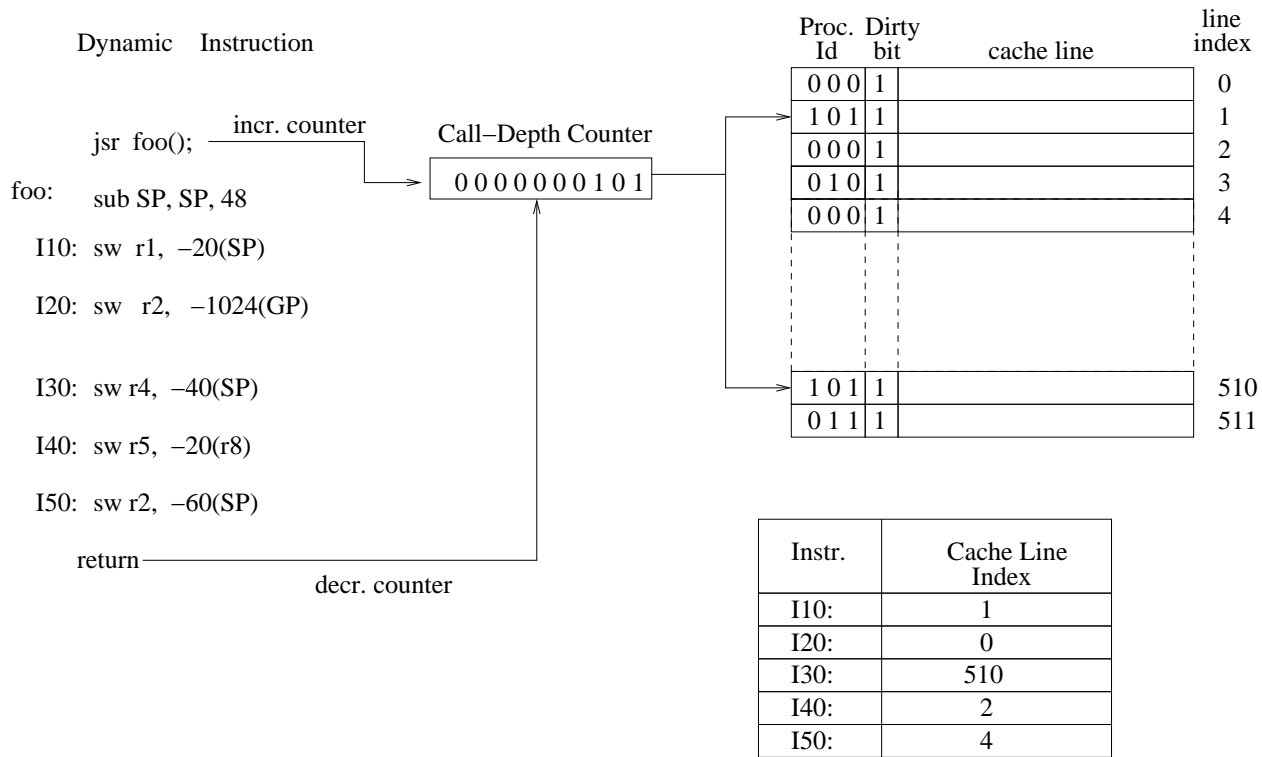 Dynamic Instruction
jsr foo();
incr. counter
foo:
sub SP, SP, 48
I10: sw r1, −20(SP)
I20: sw r2, −1024(GP)
I30: sw r4, −40(SP)
I40: sw r5, −20(r8)
I50: sw r2, −60(SP)
return
decr. counter
Call−Depth Counter
0 0 0 0 0 0 0 1 0 1
Proc. Id
Dirty bit
cache line
line index
0 0 0 1 0
1 0 1 1 1
0 0 0 1 2
0 1 0 1 3
0 0 0 1 4
1 0 1 1 510
0 1 1 1 511
Instr. Cache Line Index
I10: 1
I20: 0
I30: 510
I40: 2
I50: 4